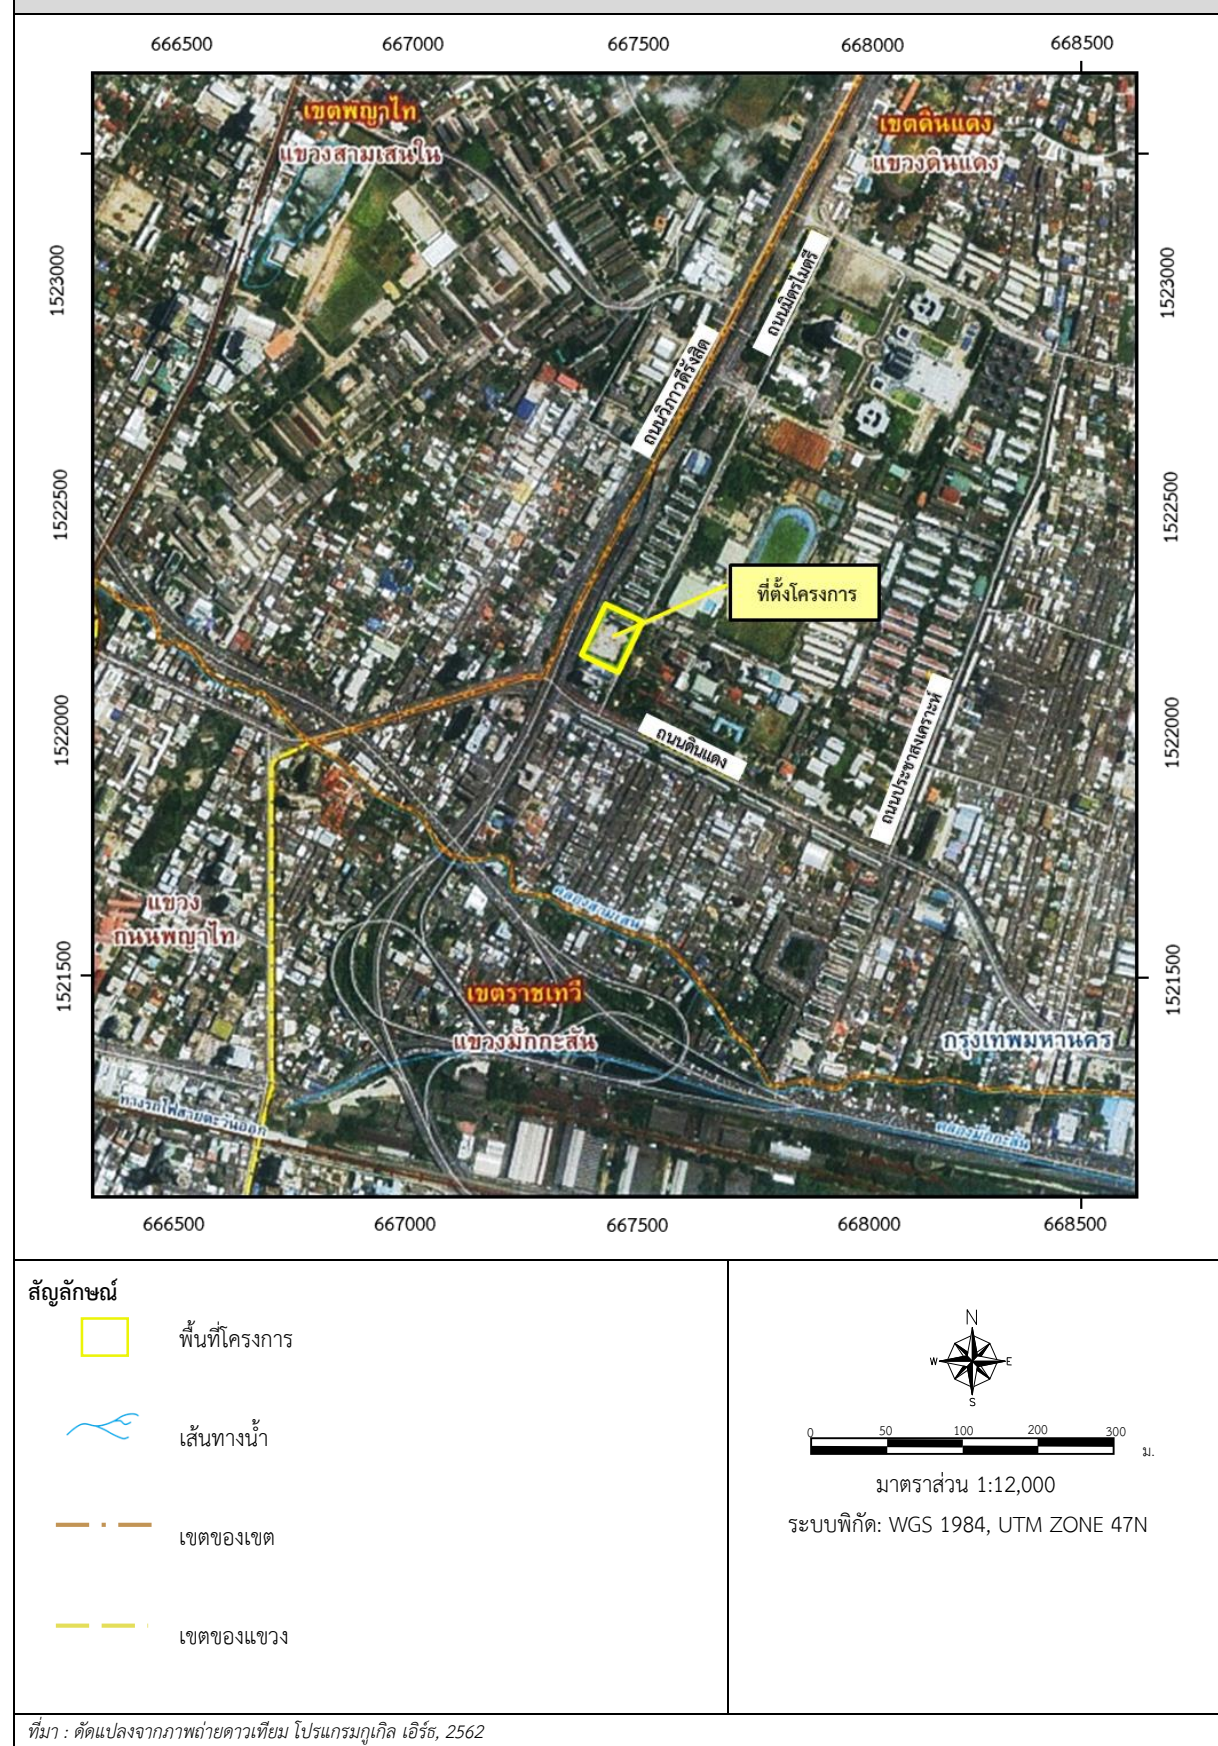 666500 667000 667500 668000 668500
เขตพญาไท
แขวงสามเสนใน
เขตดินแดง
แขวงดินแดง
1523000
1523000
ถนนมิตรไมตรี
ถนนวิภาวดีรังสิต
1522500
1522500
ที่ตั้งโครงการ
1522000
1522000
ถนนดินแดง
ถนนประชาสงเคราะห์
แขวง
ถนนพญาไท
คลองสามเสน
1521500
1521500
เขตราชเทวี
แขวงมักกะสัน
กรุงเทพมหานคร
ทางรถไฟสายตะวันออก
คลองมักกะสัน
666500 667000 667500 668000 668500
สัญลักษณ์
พื้นที่โครงการ
เส้นทางน้ำ
เขตของเขต
เขตของแขวง
N
W E
S
0 50 100 200 300
ม.
มาตราส่วน 1:12,000
ระบบพิกัด: WGS 1984, UTM ZONE 47N
ที่มา : ดัดแปลงจากภาพถ่ายดาวเทียม โปรแกรมกูเกิล เอิร์ธ, 2562